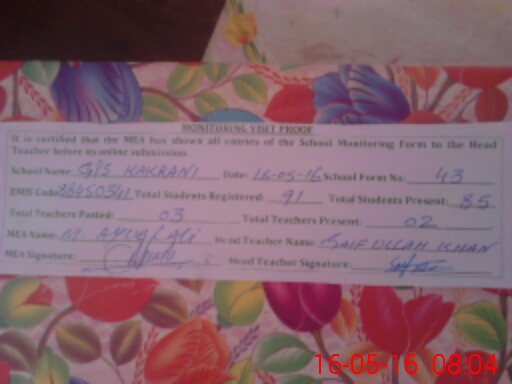 MONITORING VISIT PROOF
It is certified that the MEA has shown all entries of the School Monitoring Form to the Head
Teacher before its online submission.
School Name: GPS KAKRANI Date: 16-05-16 School Form No: 43
EMIS Code: 38450341 Total Students Registered: 91 Total Students Present: 85
Total Teachers Posted: 03 Total Teachers Present: 02
MEA Name: M. Head Teacher Name: SAIFULLAH KHAN
MEA Signature: Head Teacher Signature:
16-05-16 08:04